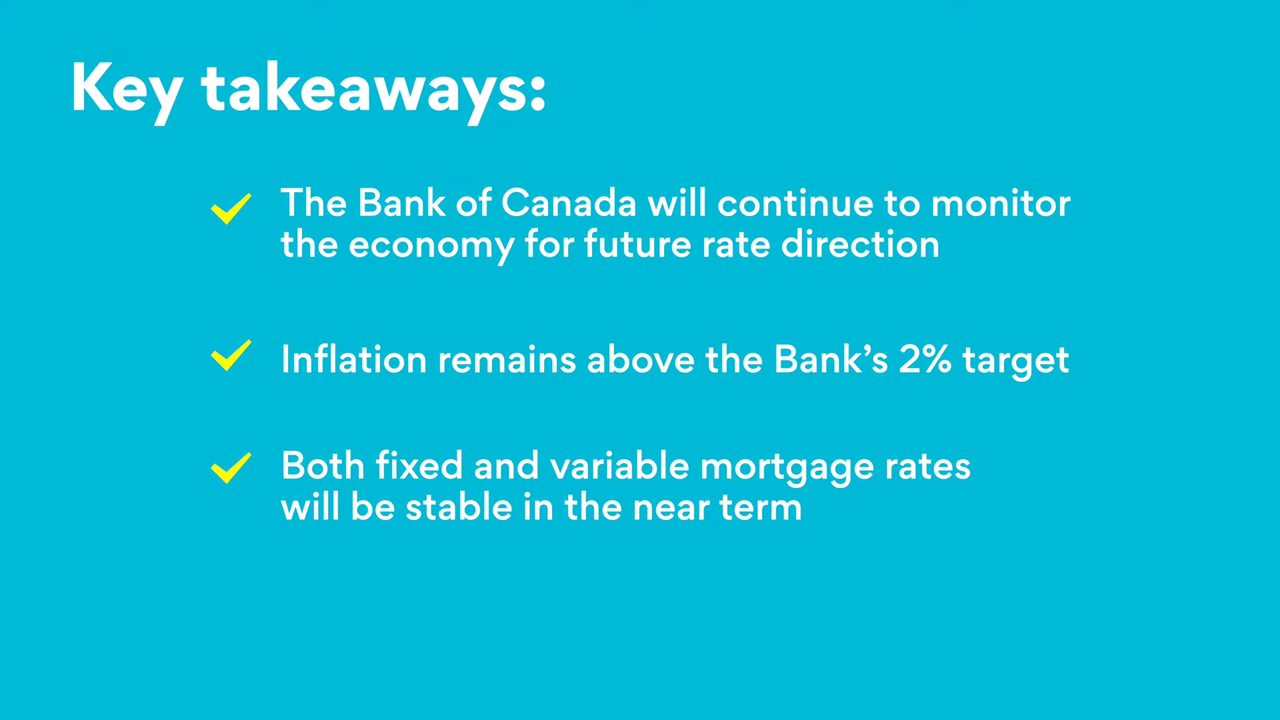 Key takeaways:
The Bank of Canada will continue to monitor
the economy for future rate direction
Inflation remains above the Bank’s 2% target
Both fixed and variable mortgage rates
will be stable in the near term